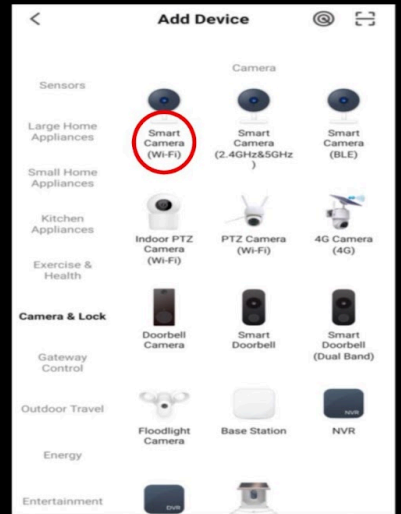 Add Device
Camera
Sensors
Large Home
Appliances
Small Home
Appliances
Kitchen
Appliances
Exercise &
Health
Camera & Lock
Gateway
Control
Outdoor Travel
Energy
Entertainment
Smart
Camera
(Wi-Fi)
Smart
Camera
(2.4GHz&5GHz
)
Smart
Camera
(BLE)
Indoor PTZ
Camera
(Wi-Fi)
PTZ Camera
(Wi-Fi)
4G Camera
(4G)
Doorbell
Camera
Smart
Doorbell
Smart
Doorbell
(Dual Band)
Floodlight
Camera
Base Station
NVR
NVR
DVR